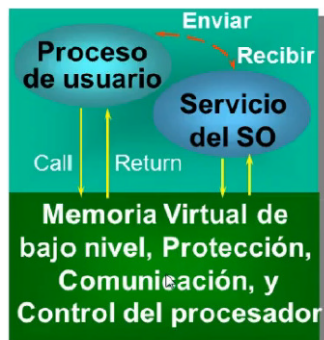 Enviar
Proceso
de usuario
Recibir
Servicio
del SO
Call
Return
Memoria Virtual de
bajo nivel, Protección,
Comunicación, y
Control del procesador